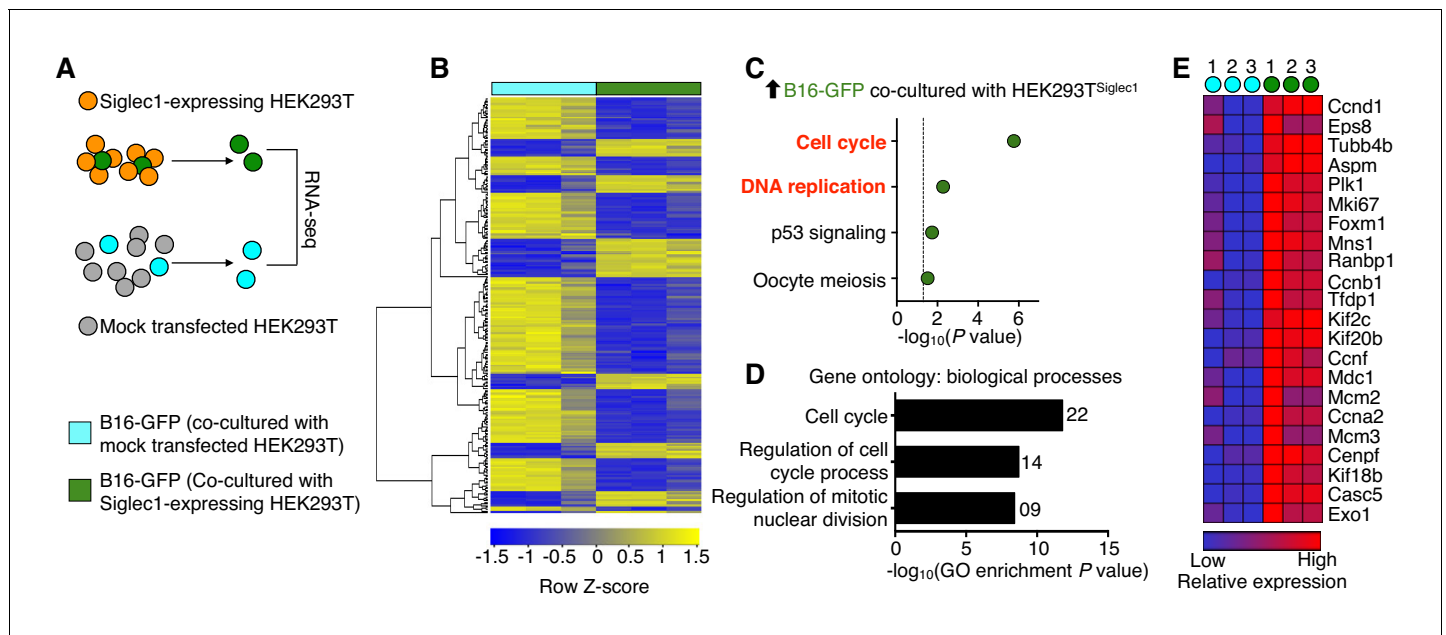 A
Siglec1-expressing HEK293T
RNA-seq
Mock transfected HEK293T
B16-GFP (co-cultured with
mock transfected HEK293T)
B16-GFP (Co-cultured with
Siglec1-expressing HEK293T)
B
-1.5 -1 -0.5 0 0.5 1 1.5
Row Z-score
C
B16-GFP co-cultured with HEK293TSiglec1
Cell cycle
DNA replication
p53 signaling
Oocyte meiosis
0 2 4 6
-log10(P value)
D
Gene ontology: biological processes
Cell cycle 22
Regulation of cell
cycle process 14
Regulation of mitotic
nuclear division 09
0 5 10 15
-log10(GO enrichment P value)
E
1 2 3 1 2 3
Ccnd1
Eps8
Tubb4b
Aspm
Plk1
Mki67
Foxm1
Mns1
Ranbp1
Ccnb1
Tfdp1
Kif2c
Kif20b
Ccnf
Mdc1
Mcm2
Ccna2
Mcm3
Cenpf
Kif18b
Casc5
Exo1
Low High
Relative expression